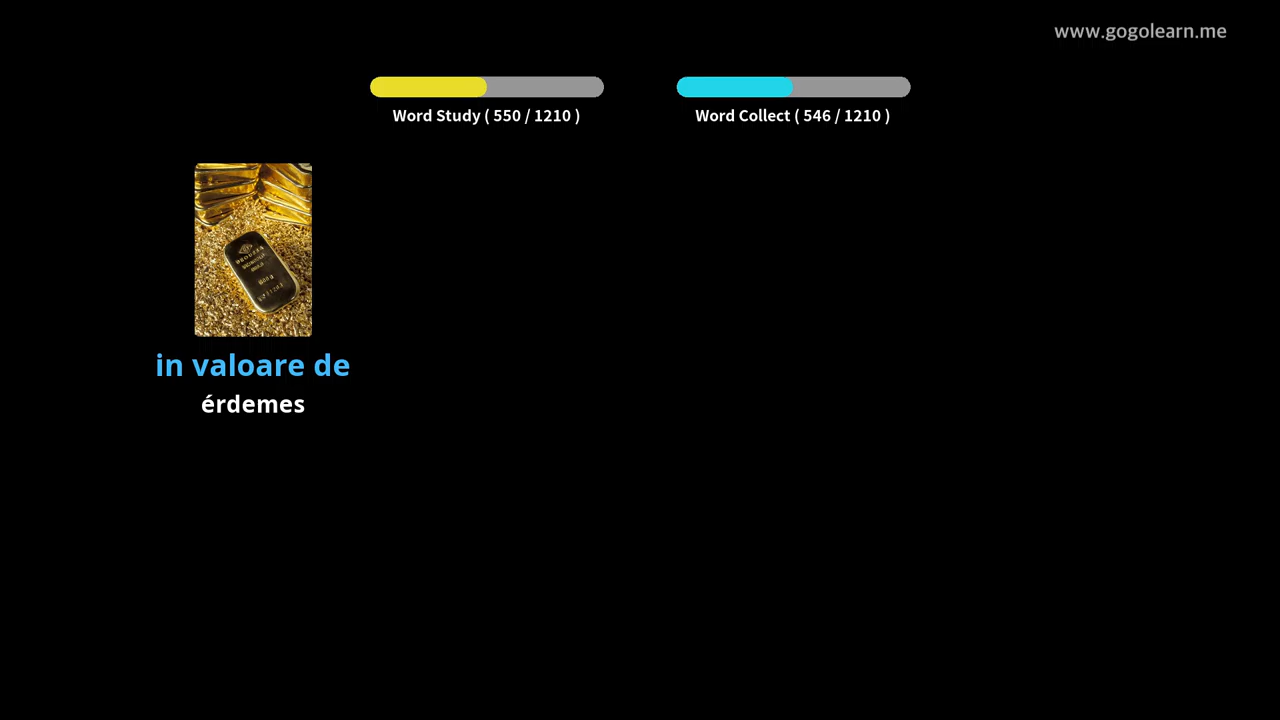 www.gogolearn.me
Word Study ( 550 / 1210 )
Word Collect ( 546 / 1210 )
in valoare de
érdemes